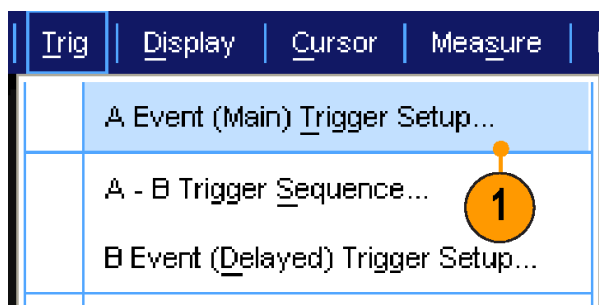 Trig Display Cursor Measure
A Event (Main) Trigger Setup...
1
A - B Trigger Sequence...
B Event (Delayed) Trigger Setup...